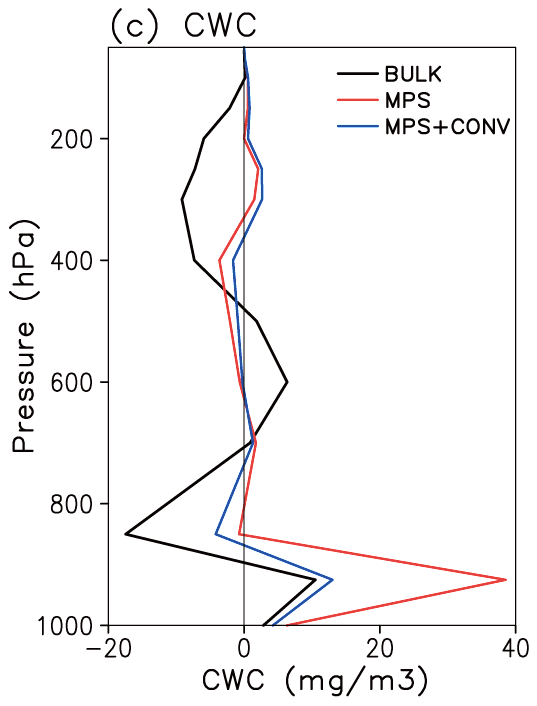 (c) CWC
BULK
MPS
MPS+CONV
200
400
600
800
1000
Pressure (hPa)
−20 0 20 40
CWC (mg/m3)